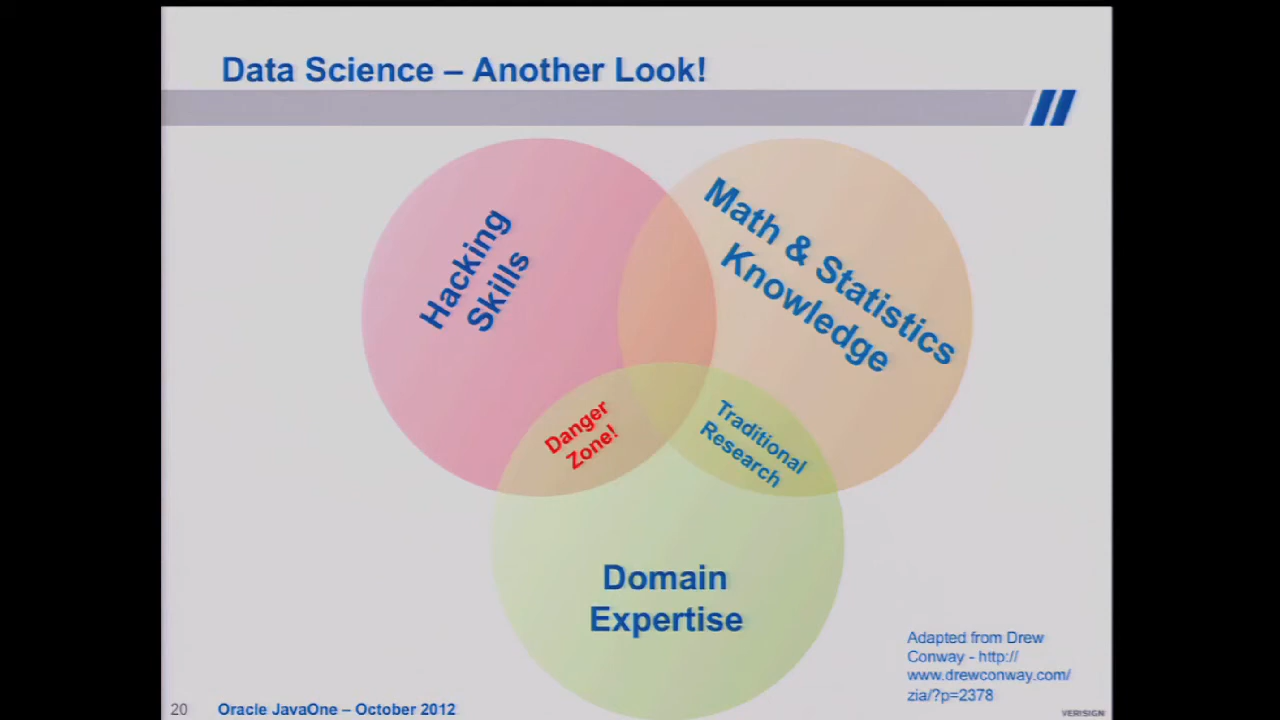 Data Science – Another Look!
Hacking
Skills
Math & Statistics
Knowledge
Danger
Zone!
Traditional
Research
Domain
Expertise
Adapted from Drew
Conway - http://
www.drewconway.com/
zia/?p=2378
20
Oracle JavaOne – October 2012
VERISIGN